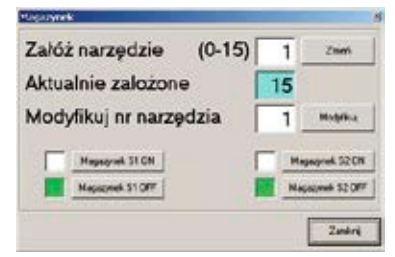 Magazynek
Załóż narzędzie (0-15) 1 Zmień
Aktualnie założone 15
Modyfikuj nr narzędzia 1 Modyfikuj
Magazynek S1 ON Magazynek S2 ON
Magazynek S1 OFF Magazynek S2 OFF
Zamknij